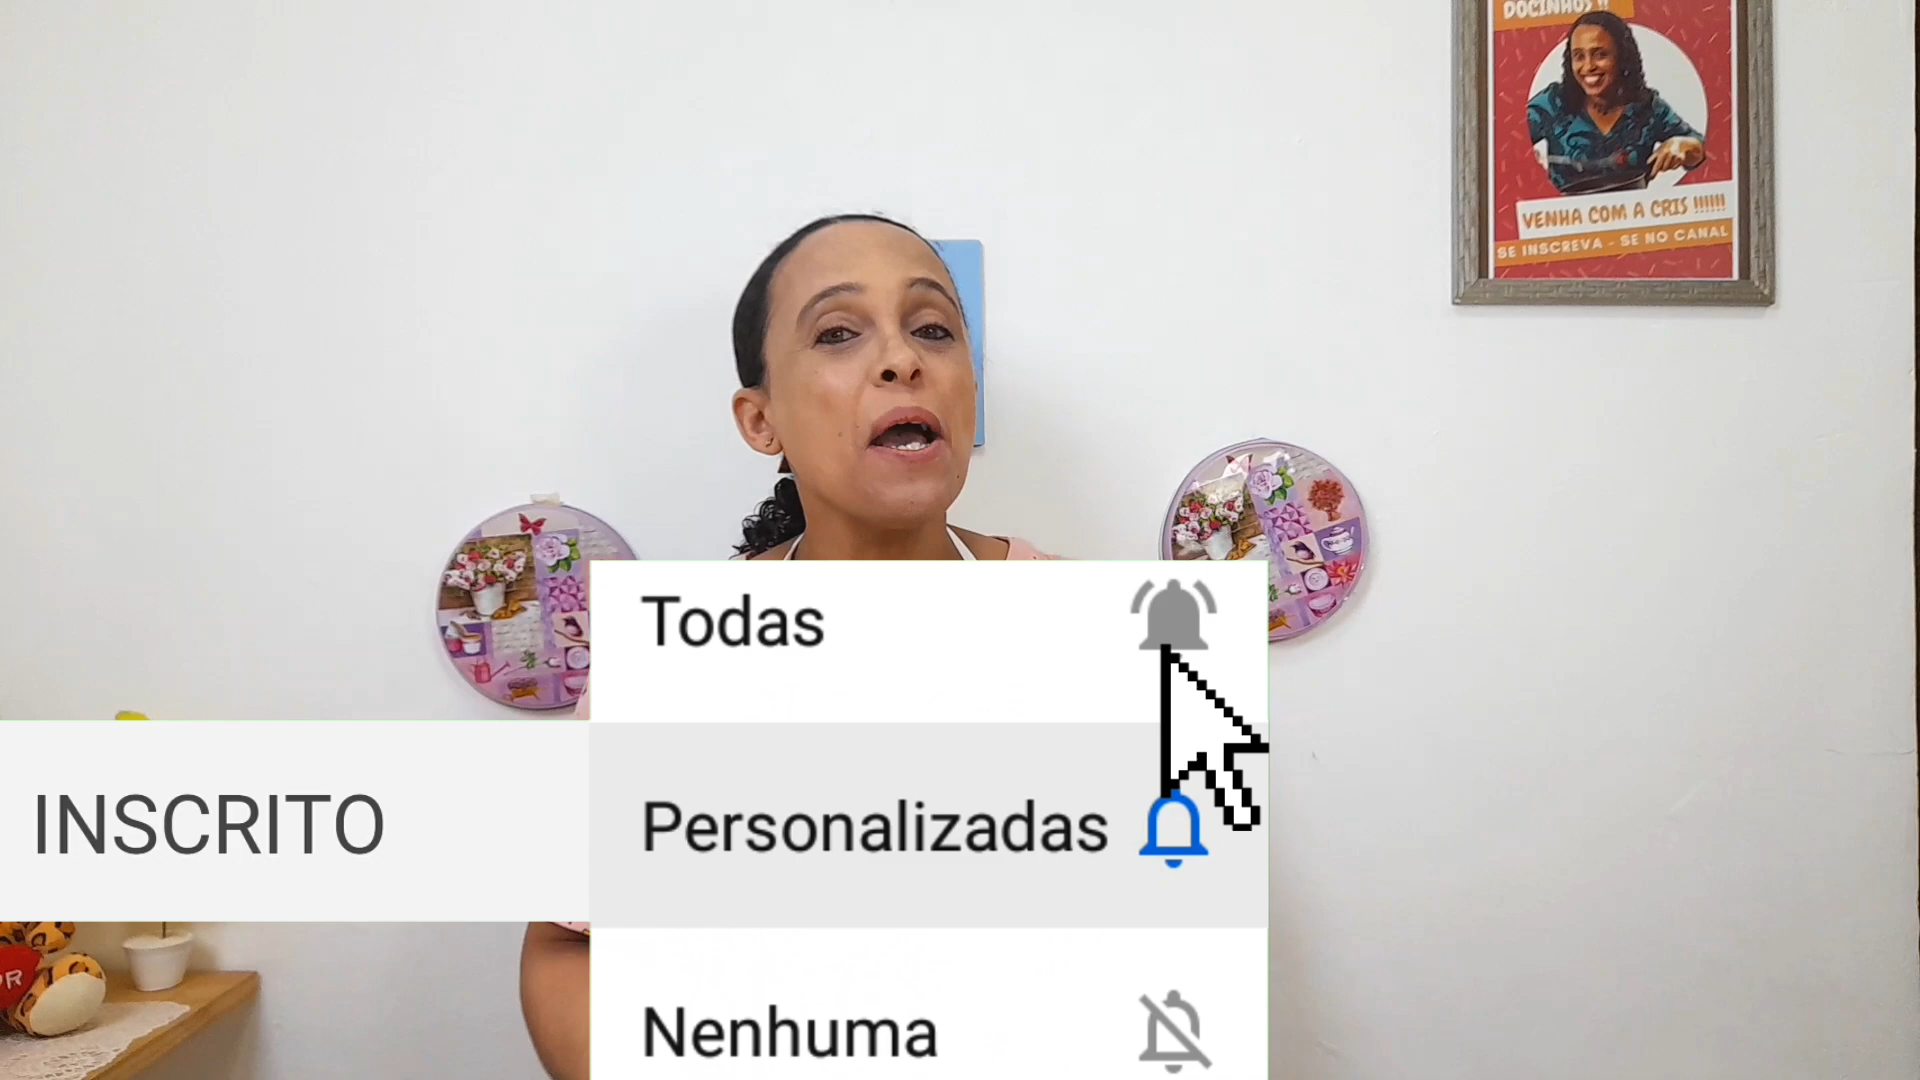 DOCINHOS !!
VENHA COM A CRIS !!!!!!
SE INSCREVA - SE NO CANAL
Todas
INSCRITO
Personalizadas
Nenhuma